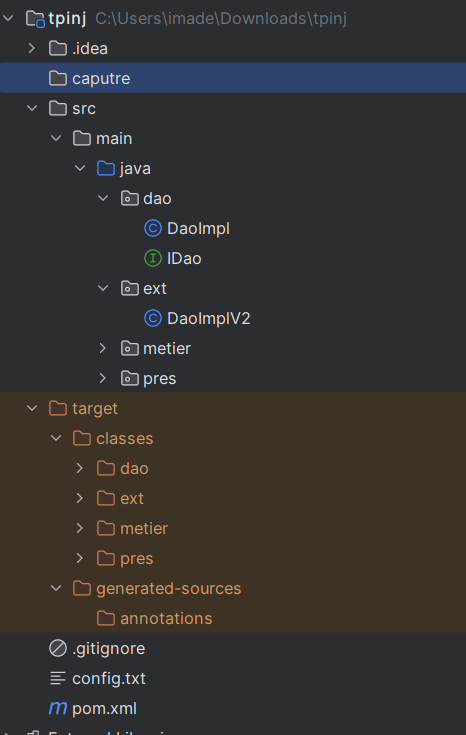 tpinj C:\Users\imade\Downloads\tpinj
.idea
caputre
src
main
java
dao
C DaoImpl
I IDao
ext
C DaoImplV2
metier
pres
target
classes
dao
ext
metier
pres
generated-sources
annotations
.gitignore
config.txt
m pom.xml